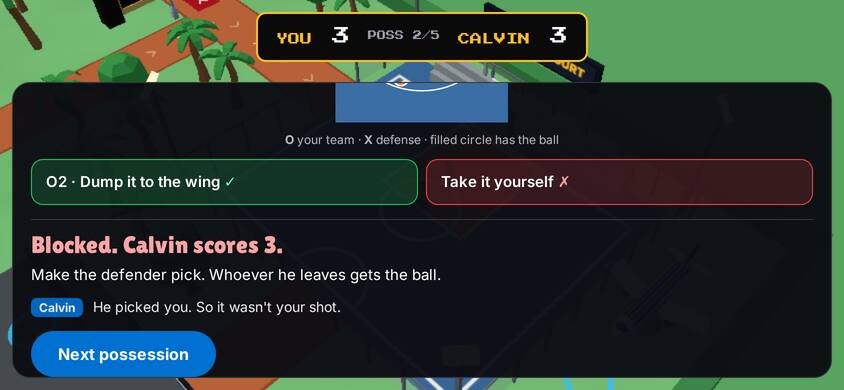 YOU 3 POSS 2/5 CALVIN 3
COURT
O your team · X defense · filled circle has the ball
O2 · Dump it to the wing ✓
Take it yourself ✗
Blocked. Calvin scores 3.
Make the defender pick. Whoever he leaves gets the ball.
Calvin He picked you. So it wasn't your shot.
Next possession